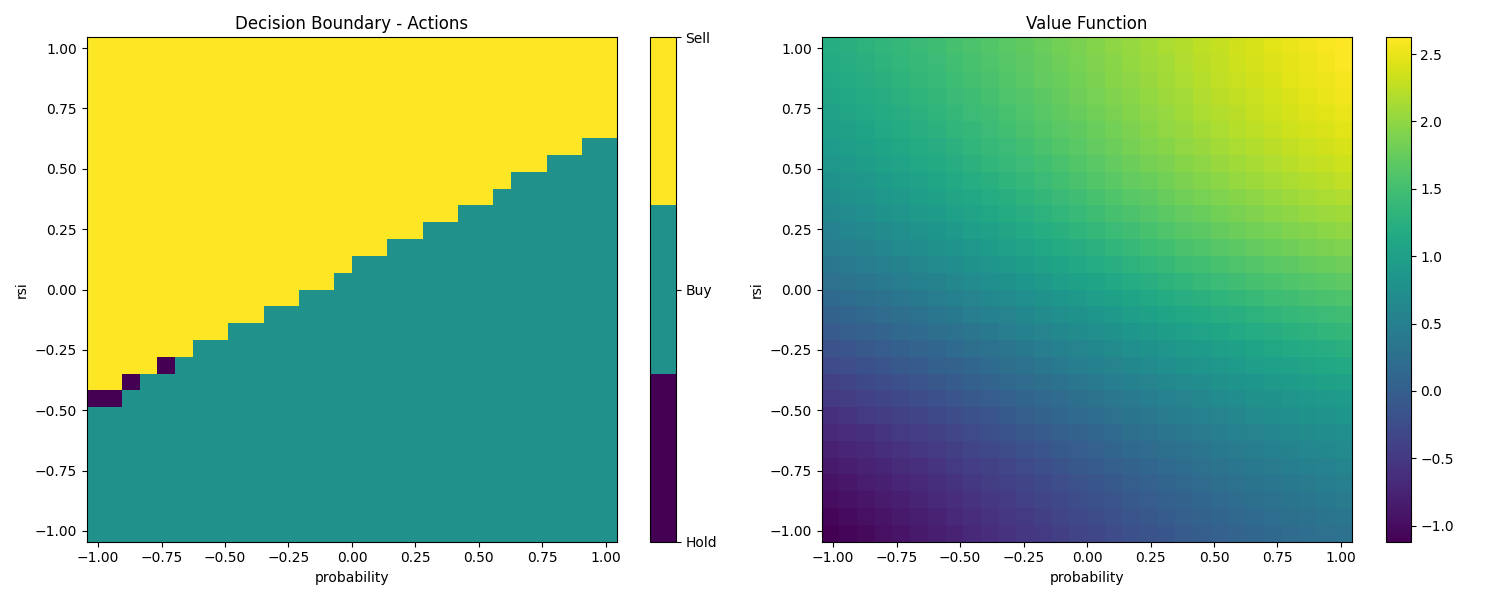 Decision Boundary - Actions
Value Function
1.00
0.75
0.50
0.25
0.00
−0.25
−0.50
−0.75
−1.00
rsi
−1.00 −0.75 −0.50 −0.25 0.00 0.25 0.50 0.75 1.00
probability
Sell
Buy
Hold
1.00
0.75
0.50
0.25
0.00
−0.25
−0.50
−0.75
−1.00
rsi
−1.00 −0.75 −0.50 −0.25 0.00 0.25 0.50 0.75 1.00
probability
2.5
2.0
1.5
1.0
0.5
0.0
−0.5
−1.0